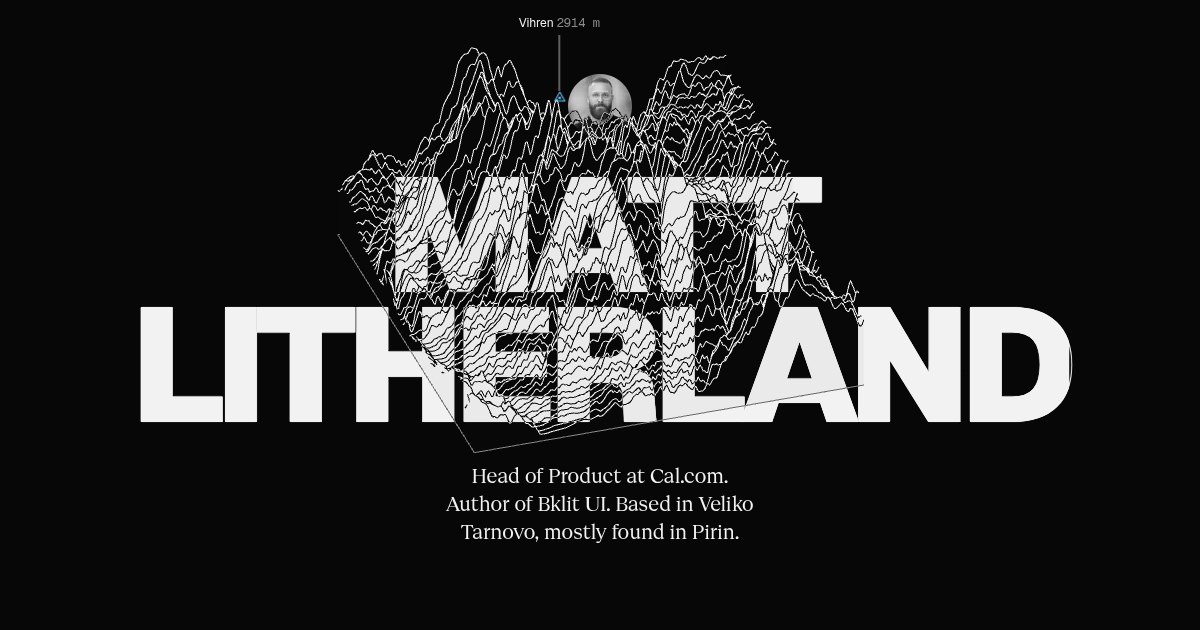 Vihren 2914 m
MATT
LITHERLAND
Head of Product at Cal.com.
Author of Bklit UI. Based in Veliko
Tarnovo, mostly found in Pirin.